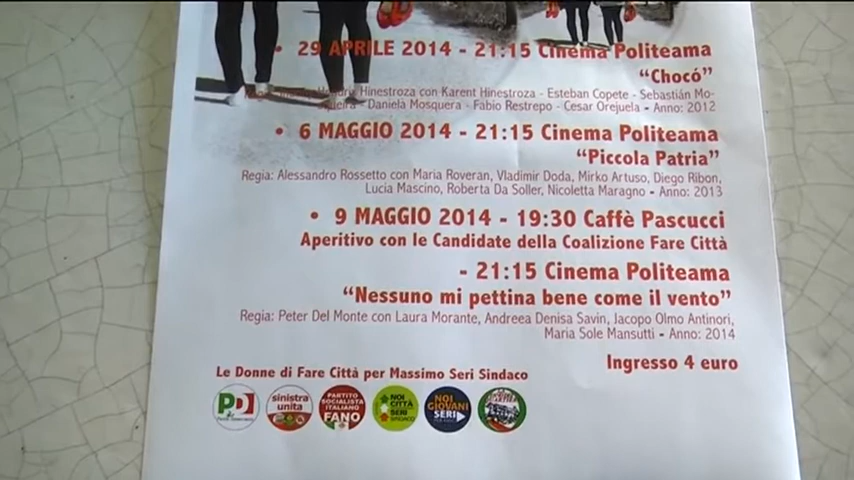 • 29 APRILE 2014 - 21:15 Cinema Politeama
“Chocó”
Hinestroza con Karent Hinestroza - Esteban Copete - Sebastián Mo-
- Daniela Mosquera - Fabio Restrepo - Cesar Orejuela - Anno: 2012
• 6 MAGGIO 2014 - 21:15 Cinema Politeama
“Piccola Patria”
Regia: Alessandro Rossetto con Maria Roveran, Vladimir Doda, Mirko Artuso, Diego Ribon,
Lucia Mascino, Roberta Da Soller, Nicoletta Maragno - Anno: 2013
• 9 MAGGIO 2014 - 19:30 Caffè Pascucci
Aperitivo con le Candidate della Coalizione Fare Città
- 21:15 Cinema Politeama
“Nessuno mi pettina bene come il vento”
Regia: Peter Del Monte con Laura Morante, Andreea Denisa Savin, Jacopo Olmo Antinori,
Maria Sole Mansutti - Anno: 2014
Ingresso 4 euro
Le Donne di Fare Città per Massimo Seri Sindaco
PD
sinistra
unita
PARTITO
SOCIALISTA
ITALIANO
FANO
NOI
CITTÀ
SERI
SINDACO
NOI
GIOVANI
SERI